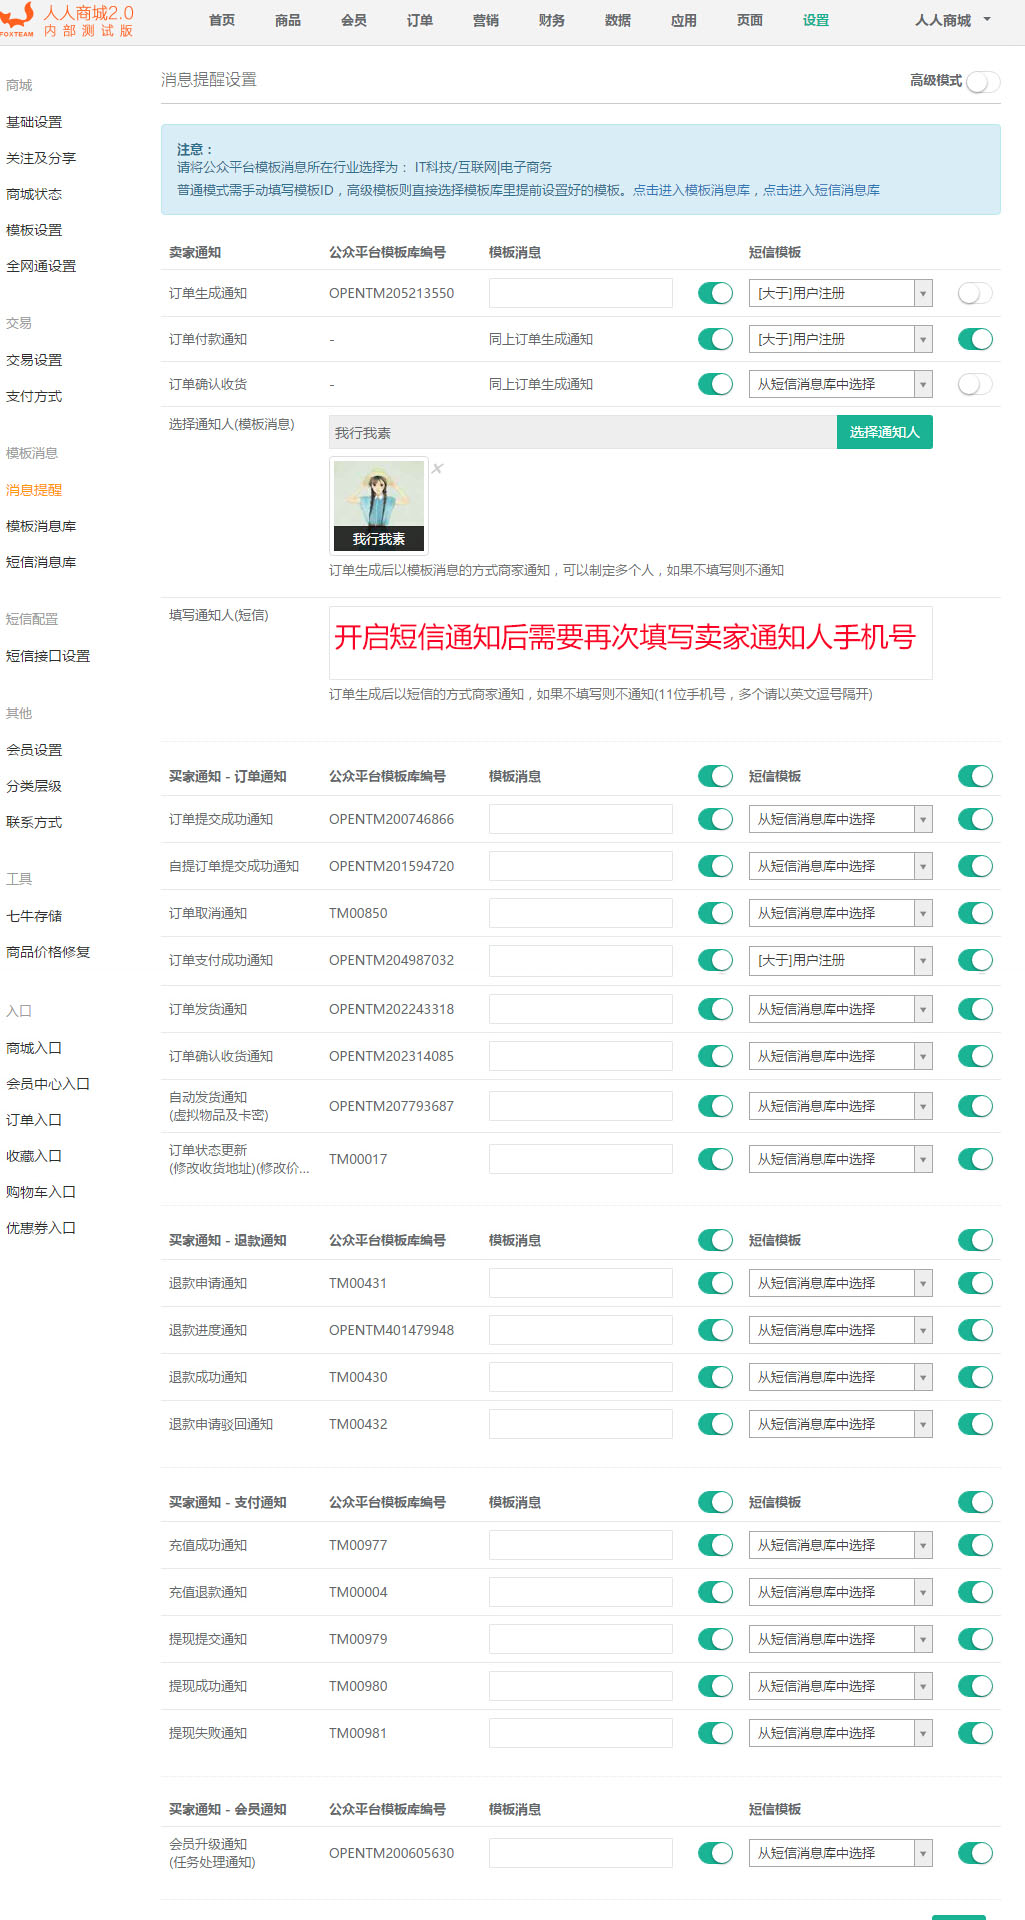 人人商城2.0
内部测试版
FOXTEAM
首页 商品 会员 订单 营销 财务 数据 应用 页面 设置 人人商城
商城
基础设置
关注及分享
商城状态
模板设置
全网通设置
交易
交易设置
支付方式
模板消息
消息提醒
模板消息库
短信消息库
短信配置
短信接口设置
其他
会员设置
分类层级
联系方式
工具
七牛存储
商品价格修复
入口
商城入口
会员中心入口
订单入口
收藏入口
购物车入口
优惠券入口
消息提醒设置 高级模式
注意：
请将公众平台模板消息所在行业选择为： IT科技/互联网|电子商务
普通模式需手动填写模板ID，高级模板则直接选择模板库里提前设置好的模板。点击进入模板消息库，点击进入短信消息库
卖家通知 公众平台模板库编号 模板消息 短信模板
订单生成通知 OPENTM205213550 [大于]用户注册
订单付款通知 - 同上订单生成通知 [大于]用户注册
订单确认收货 - 同上订单生成通知 从短信消息库中选择
选择通知人(模板消息) 我行我素 选择通知人
我行我素
订单生成后以模板消息的方式商家通知，可以制定多个人，如果不填写则不通知
填写通知人(短信) 开启短信通知后需要再次填写卖家通知人手机号
订单生成后以短信的方式商家通知，如果不填写则不通知(11位手机号，多个请以英文逗号隔开)
买家通知 - 订单通知 公众平台模板库编号 模板消息 短信模板
订单提交成功通知 OPENTM200746866 从短信消息库中选择
自提订单提交成功通知 OPENTM201594720 从短信消息库中选择
订单取消通知 TM00850 从短信消息库中选择
订单支付成功通知 OPENTM204987032 [大于]用户注册
订单发货通知 OPENTM202243318 从短信消息库中选择
订单确认收货通知 OPENTM202314085 从短信消息库中选择
自动发货通知
(虚拟物品及卡密) OPENTM207793687 从短信消息库中选择
订单状态更新
(修改收货地址)(修改价... TM00017 从短信消息库中选择
买家通知 - 退款通知 公众平台模板库编号 模板消息 短信模板
退款申请通知 TM00431 从短信消息库中选择
退款进度通知 OPENTM401479948 从短信消息库中选择
退款成功通知 TM00430 从短信消息库中选择
退款申请驳回通知 TM00432 从短信消息库中选择
买家通知 - 支付通知 公众平台模板库编号 模板消息 短信模板
充值成功通知 TM00977 从短信消息库中选择
充值退款通知 TM00004 从短信消息库中选择
提现提交通知 TM00979 从短信消息库中选择
提现成功通知 TM00980 从短信消息库中选择
提现失败通知 TM00981 从短信消息库中选择
买家通知 - 会员通知 公众平台模板库编号 模板消息 短信模板
会员升级通知
(任务处理通知) OPENTM200605630 从短信消息库中选择